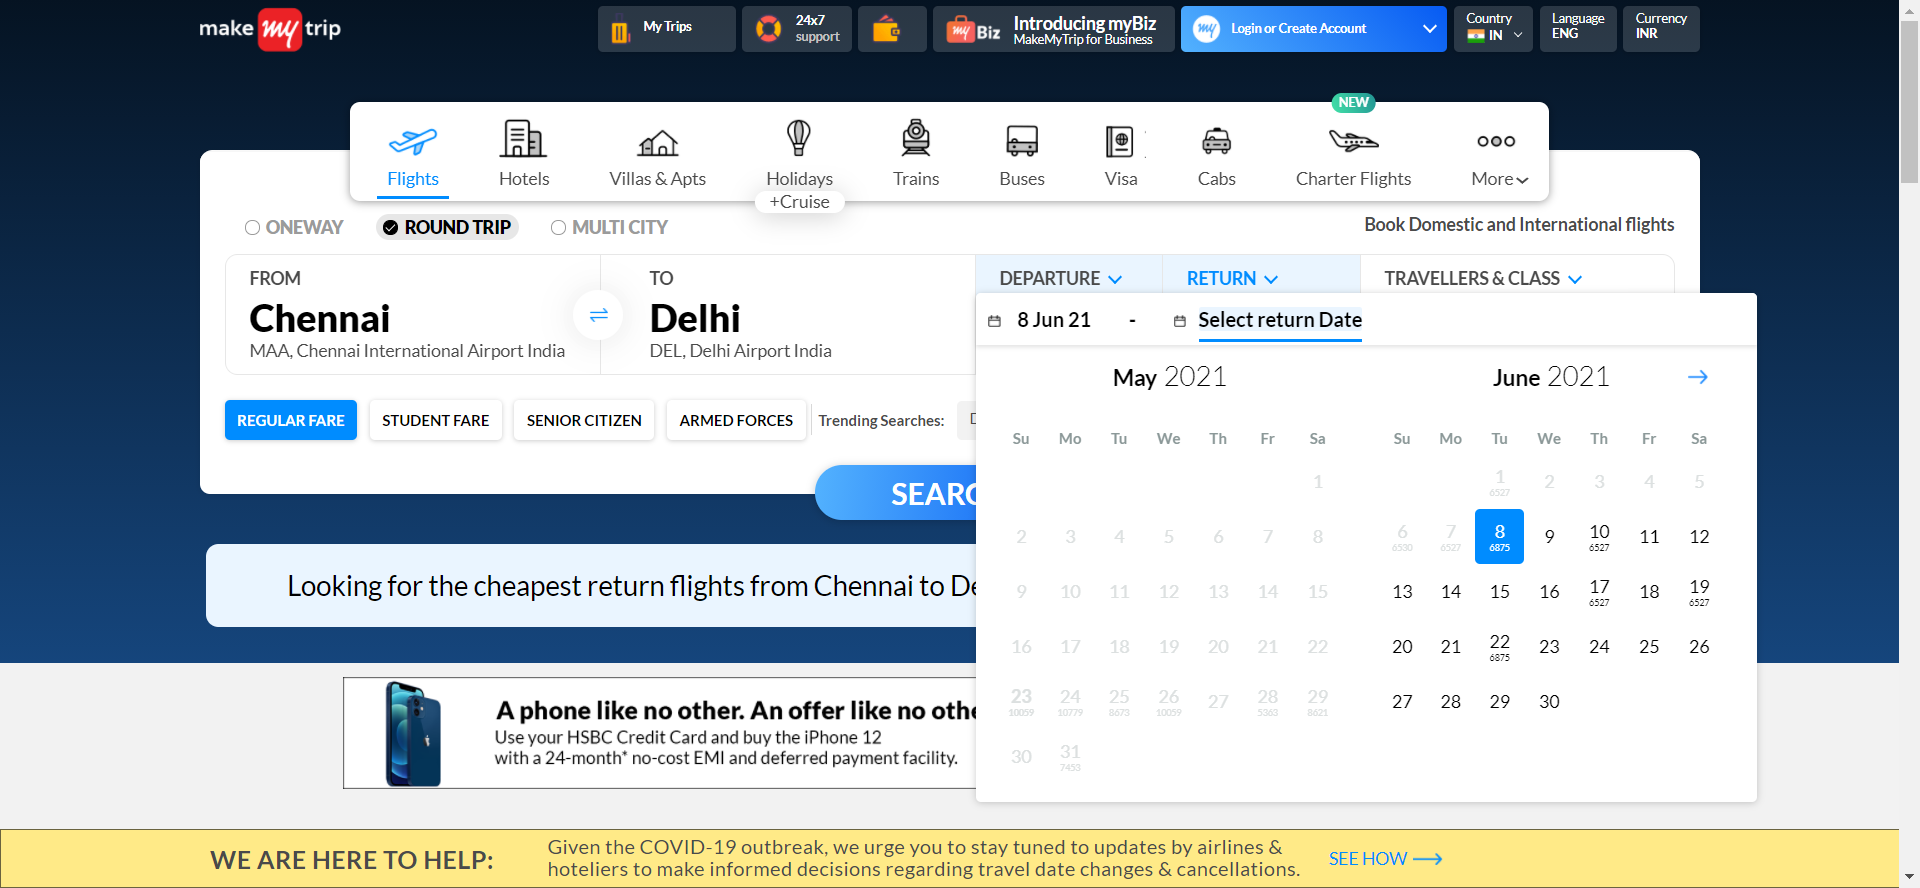 make my trip
My Trips
24x7
support
my Biz
Introducing myBiz
MakeMyTrip for Business
my
Login or Create Account
Country
IN
Language
ENG
Currency
INR
NEW
Flights
Hotels
Villas & Apts
Holidays
+Cruise
Trains
Buses
Visa
Cabs
Charter Flights
More
ONEWAY
ROUND TRIP
MULTI CITY
Book Domestic and International flights
FROM
Chennai
MAA, Chennai International Airport India
TO
Delhi
DEL, Delhi Airport India
DEPARTURE
RETURN
TRAVELLERS & CLASS
8 Jun 21 - Select return Date
REGULAR FARE
STUDENT FARE
SENIOR CITIZEN
ARMED FORCES
Trending Searches:
SEARC
Looking for the cheapest return flights from Chennai to De
May 2021
Su Mo Tu We Th Fr Sa
1
2 3 4 5 6 7 8
9 10 11 12 13 14 15
16 17 18 19 20 21 22
23 24 25 26 27 28 29
10059 10779 8673 10059 5363 8621
30 31
7453
June 2021
Su Mo Tu We Th Fr Sa
1 2 3 4 5
6527
6 7 8 9 10 11 12
6530 6527 6875 6527
13 14 15 16 17 18 19
6527 6527
20 21 22 23 24 25 26
6875
27 28 29 30
A phone like no other. An offer like no othe
Use your HSBC Credit Card and buy the iPhone 12
with a 24-month* no-cost EMI and deferred payment facility.
WE ARE HERE TO HELP:
Given the COVID-19 outbreak, we urge you to stay tuned to updates by airlines &
hoteliers to make informed decisions regarding travel date changes & cancellations.
SEE HOW